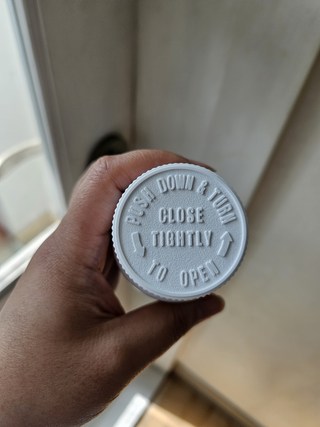 PUSH DOWN & TURN
CLOSE
TIGHTLY
TO OPEN